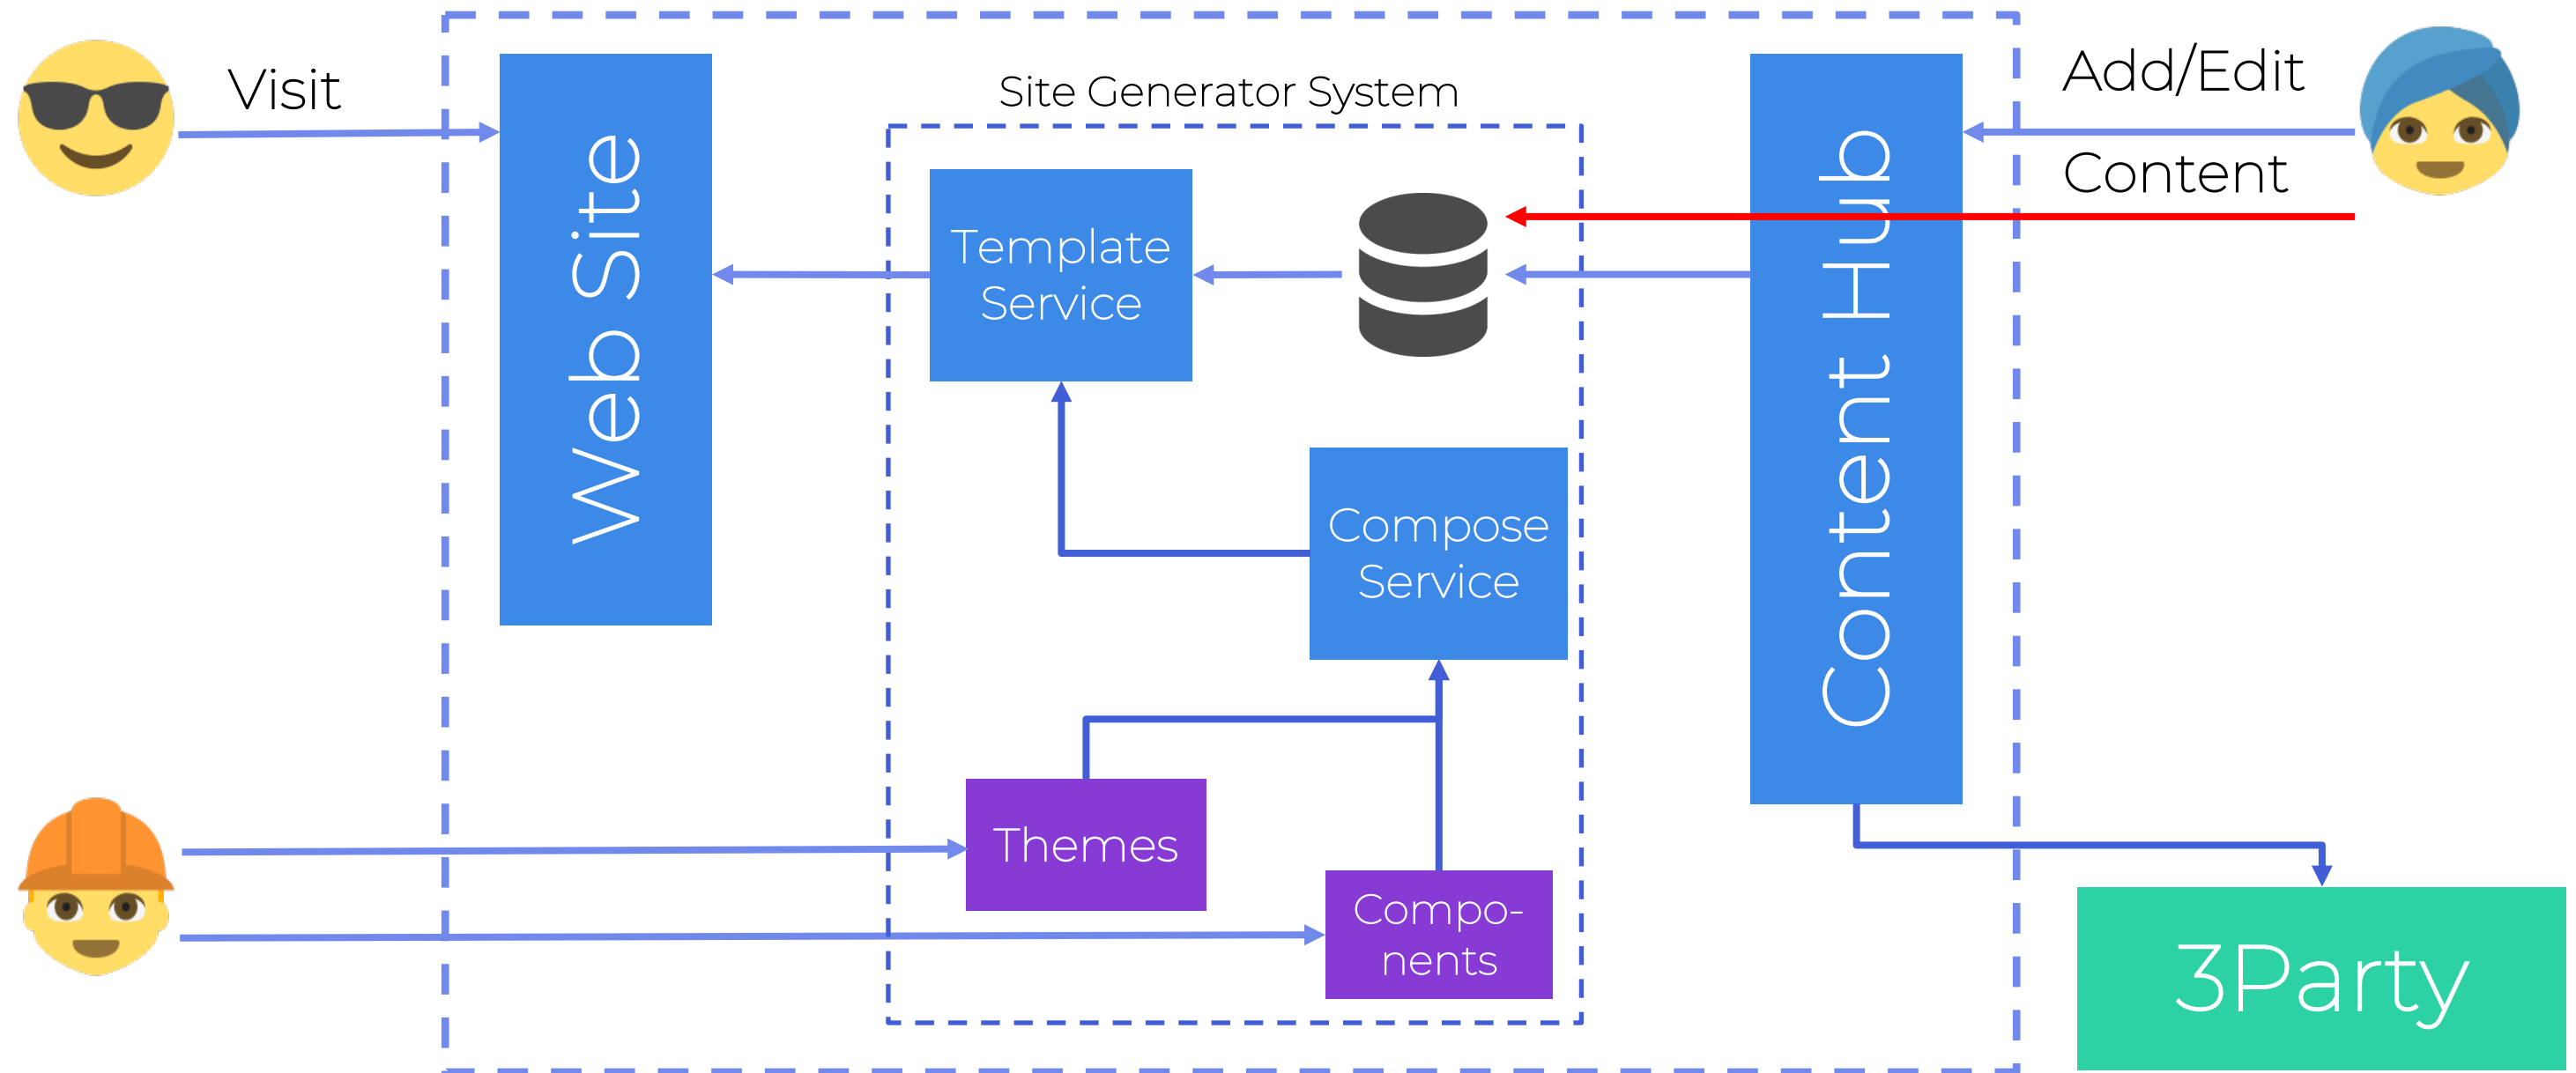 Visit
Web Site
Site Generator System
Template
Service
Compose
Service
Themes
Compo-
nents
Content Hub
Add/Edit
Content
3Party